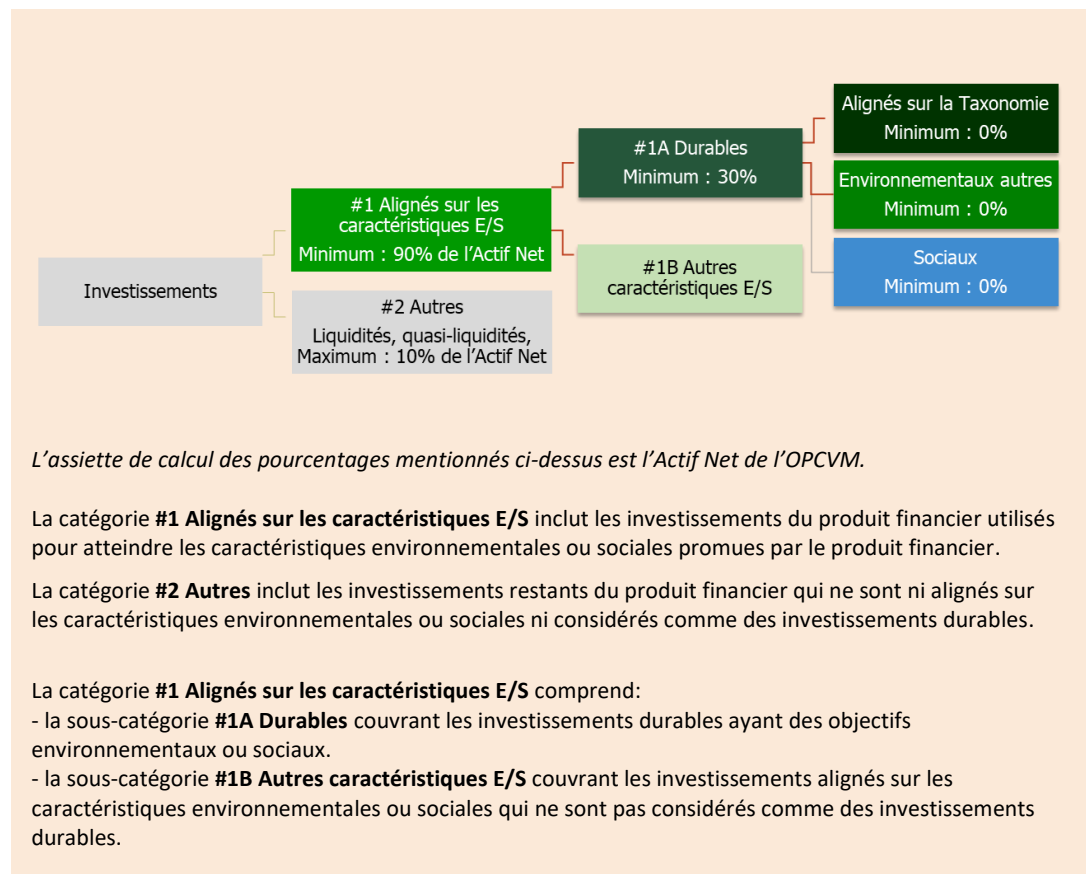 Investissements
#1 Alignés sur les
caractéristiques E/S
Minimum : 90% de l’Actif Net
#2 Autres
Liquidités, quasi-liquidités,
Maximum : 10% de l’Actif Net
#1A Durables
Minimum : 30%
#1B Autres
caractéristiques E/S
Alignés sur la Taxonomie
Minimum : 0%
Environnementaux autres
Minimum : 0%
Sociaux
Minimum : 0%
L’assiette de calcul des pourcentages mentionnés ci-dessus est l’Actif Net de l’OPCVM.
La catégorie #1 Alignés sur les caractéristiques E/S inclut les investissements du produit financier utilisés
pour atteindre les caractéristiques environnementales ou sociales promues par le produit financier.
La catégorie #2 Autres inclut les investissements restants du produit financier qui ne sont ni alignés sur
les caractéristiques environnementales ou sociales ni considérés comme des investissements durables.
La catégorie #1 Alignés sur les caractéristiques E/S comprend:
- la sous-catégorie #1A Durables couvrant les investissements durables ayant des objectifs
environnementaux ou sociaux.
- la sous-catégorie #1B Autres caractéristiques E/S couvrant les investissements alignés sur les
caractéristiques environnementales ou sociales qui ne sont pas considérés comme des investissements
durables.